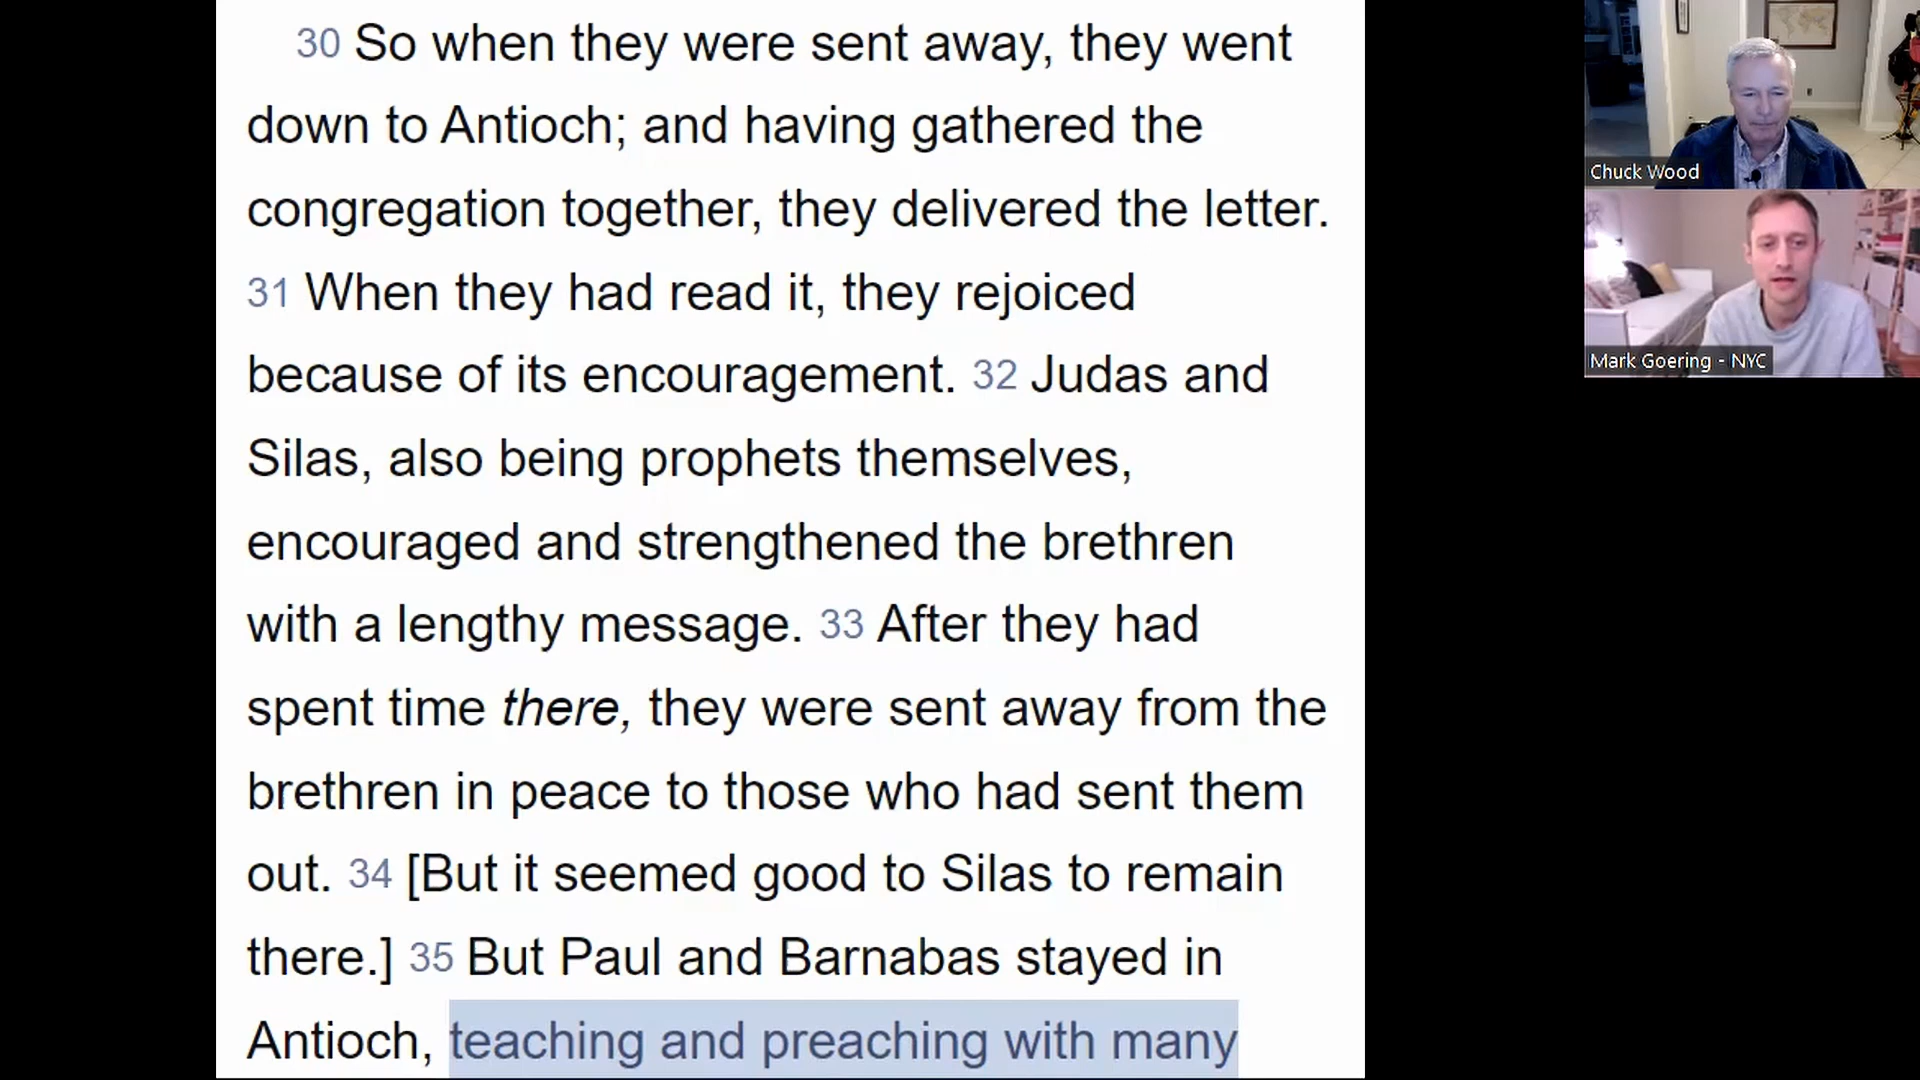 30 So when they were sent away, they went
down to Antioch; and having gathered the
congregation together, they delivered the letter.
31 When they had read it, they rejoiced
because of its encouragement. 32 Judas and
Silas, also being prophets themselves,
encouraged and strengthened the brethren
with a lengthy message. 33 After they had
spent time there, they were sent away from the
brethren in peace to those who had sent them
out. 34 [But it seemed good to Silas to remain
there.] 35 But Paul and Barnabas stayed in
Antioch, teaching and preaching with many
Chuck Wood
Mark Goering - NYC